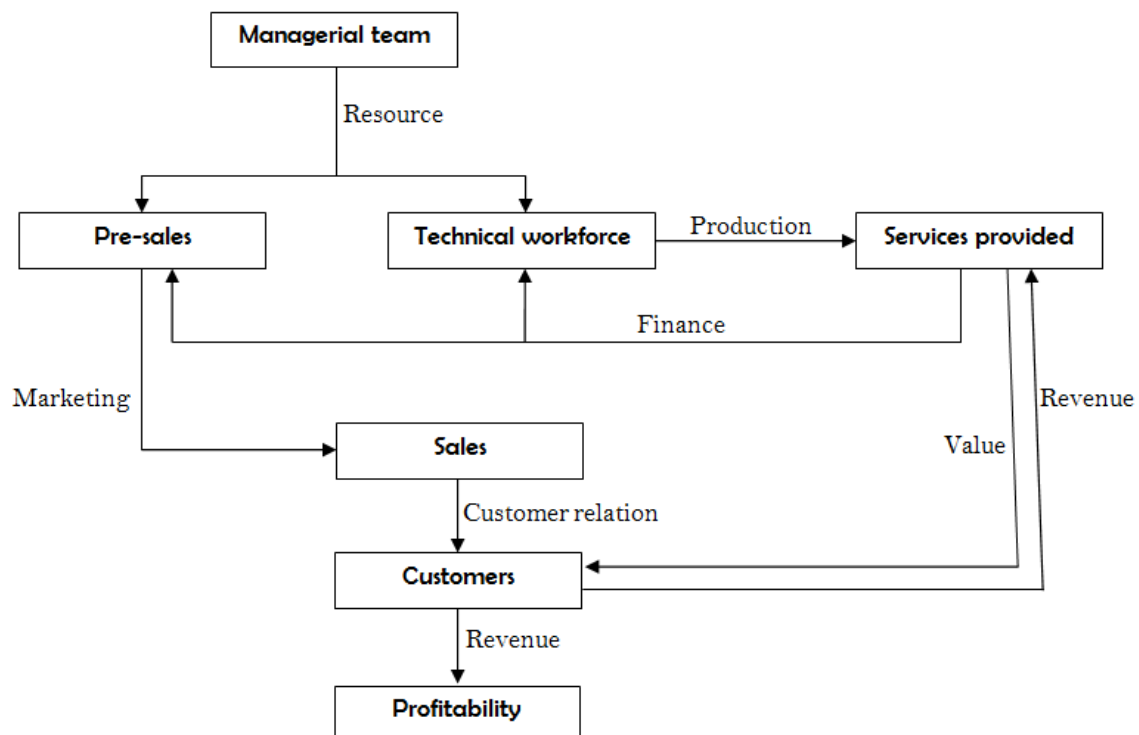 Managerial team
Resource
Pre-sales
Technical workforce
Production
Services provided
Finance
Marketing
Revenue
Sales
Value
Customer relation
Customers
Revenue
Profitability